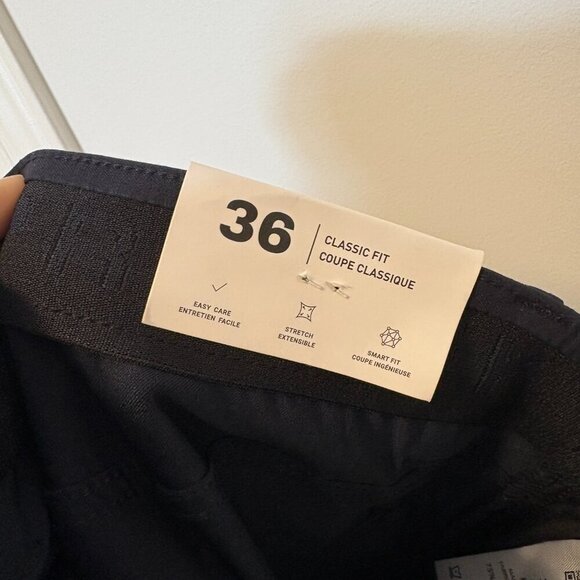 36
CLASSIC FIT
COUPE CLASSIQUE
EASY CARE
ENTRETIEN FACILE
STRETCH
EXTENSIBLE
SMART FIT
COUPE INGÉNIEUSE